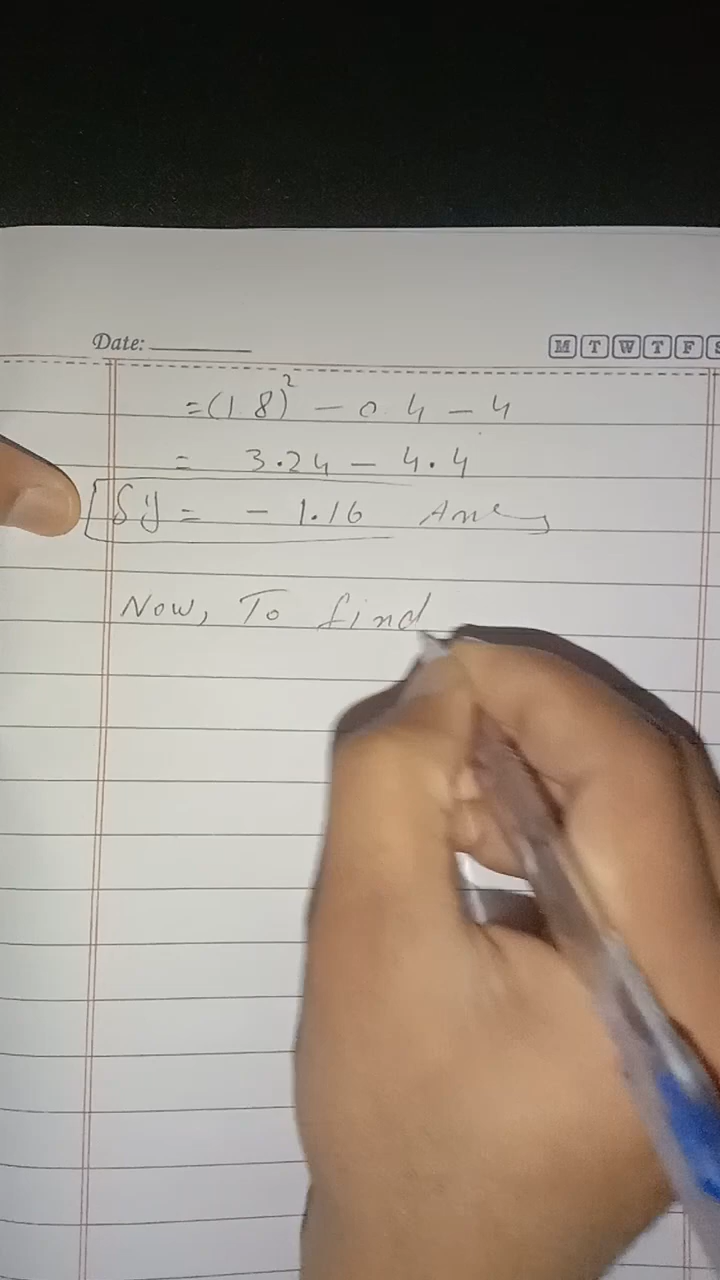 Date:
M T W T F S
= (1.8)² - 0.4 - 4
= 3.24 - 4.4
δy = - 1.16 Ans
Now, To find